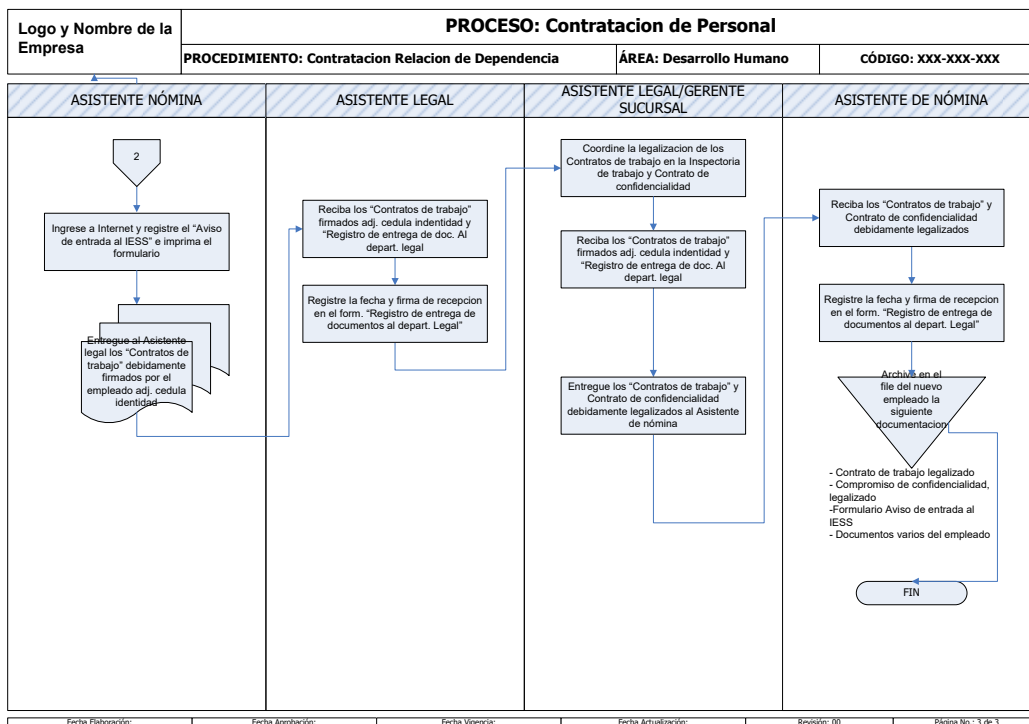 Logo y Nombre de la
Empresa
PROCESO: Contratacion de Personal
PROCEDIMIENTO: Contratacion Relacion de Dependencia
ÁREA: Desarrollo Humano
CÓDIGO: XXX-XXX-XXX
ASISTENTE NÓMINA
ASISTENTE LEGAL
ASISTENTE LEGAL/GERENTE
SUCURSAL
ASISTENTE DE NÓMINA
2
Ingrese a Internet y registre el “Aviso
de entrada al IESS” e imprima el
formulario
Entregue al Asistente
legal los “Contratos de
trabajo” debidamente
firmados por el
empleado adj. cedula
identidad
Reciba los “Contratos de trabajo”
firmados adj. cedula indentidad y
“Registro de entrega de doc. Al
depart. legal
Registre la fecha y firma de recepcion
en el form. “Registro de entrega de
documentos al depart. Legal”
Coordine la legalizacion de los
Contratos de trabajo en la Inspectoria
de trabajo y Contrato de
confidencialidad
Reciba los “Contratos de trabajo”
firmados adj. cedula indentidad y
“Registro de entrega de doc. Al
depart. legal
Entregue los “Contratos de trabajo” y
Contrato de confidencialidad
debidamente legalizados al Asistente
de nómina
Reciba los “Contratos de trabajo” y
Contrato de confidencialidad
debidamente legalizados
Registre la fecha y firma de recepcion
en el form. “Registro de entrega de
documentos al depart. Legal”
Archive en el
file del nuevo
empleado la
siguiente
documentacion
- Contrato de trabajo legalizado
- Compromiso de confidencialidad,
legalizado
-Formulario Aviso de entrada al
IESS
- Documentos varios del empleado
FIN
Fecha Elaboración:
Fecha Aprobación:
Fecha Vigencia:
Fecha Actualización:
Revisión: 00
Página No.: 3 de 3